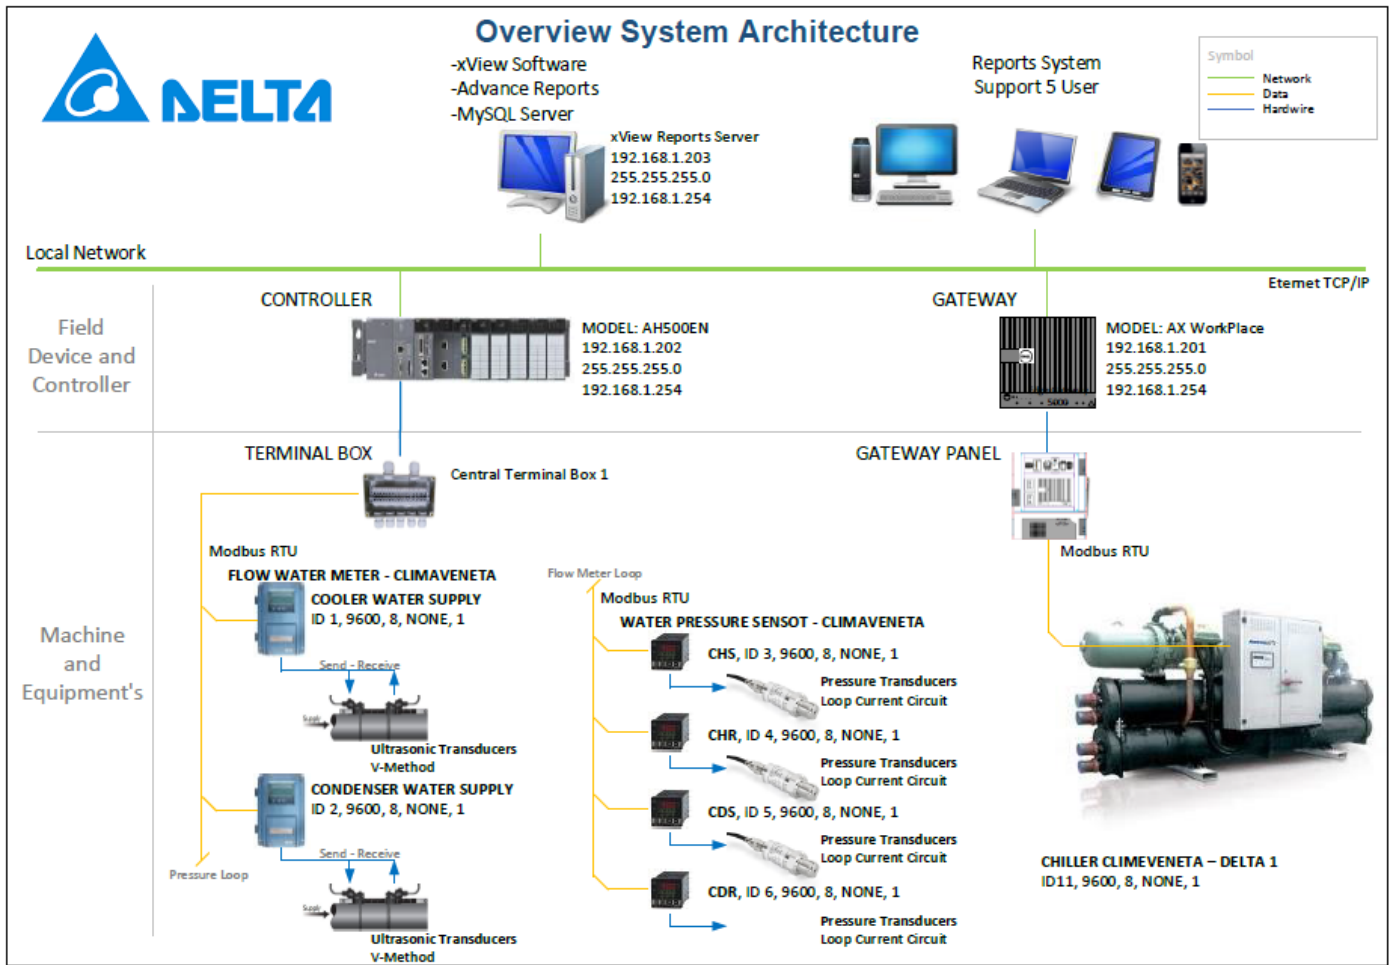 Overview System Architecture
DELTA
-xView Software
-Advance Reports
-MySQL Server
xView Reports Server
192.168.1.203
255.255.255.0
192.168.1.254
Reports System
Support 5 User
Symbol
Network
Data
Hardwire
Local Network
Eternet TCP/IP
Field
Device and
Controller
CONTROLLER
MODEL: AH500EN
192.168.1.202
255.255.255.0
192.168.1.254
GATEWAY
MODEL: AX WorkPlace
192.168.1.201
255.255.255.0
192.168.1.254
Machine
and
Equipment's
TERMINAL BOX
Central Terminal Box 1
GATEWAY PANEL
Modbus RTU
FLOW WATER METER - CLIMAVENETA
COOLER WATER SUPPLY
ID 1, 9600, 8, NONE, 1
Send - Receive
Supply
Ultrasonic Transducers
V-Method
CONDENSER WATER SUPPLY
ID 2, 9600, 8, NONE, 1
Send - Receive
Pressure Loop
Supply
Ultrasonic Transducers
V-Method
Flow Meter Loop
Modbus RTU
WATER PRESSURE SENSOT - CLIMAVENETA
CHS, ID 3, 9600, 8, NONE, 1
Pressure Transducers
Loop Current Circuit
CHR, ID 4, 9600, 8, NONE, 1
Pressure Transducers
Loop Current Circuit
CDS, ID 5, 9600, 8, NONE, 1
Pressure Transducers
Loop Current Circuit
CDR, ID 6, 9600, 8, NONE, 1
Pressure Transducers
Loop Current Circuit
Modbus RTU
CHILLER CLIMEVENETA – DELTA 1
ID11, 9600, 8, NONE, 1